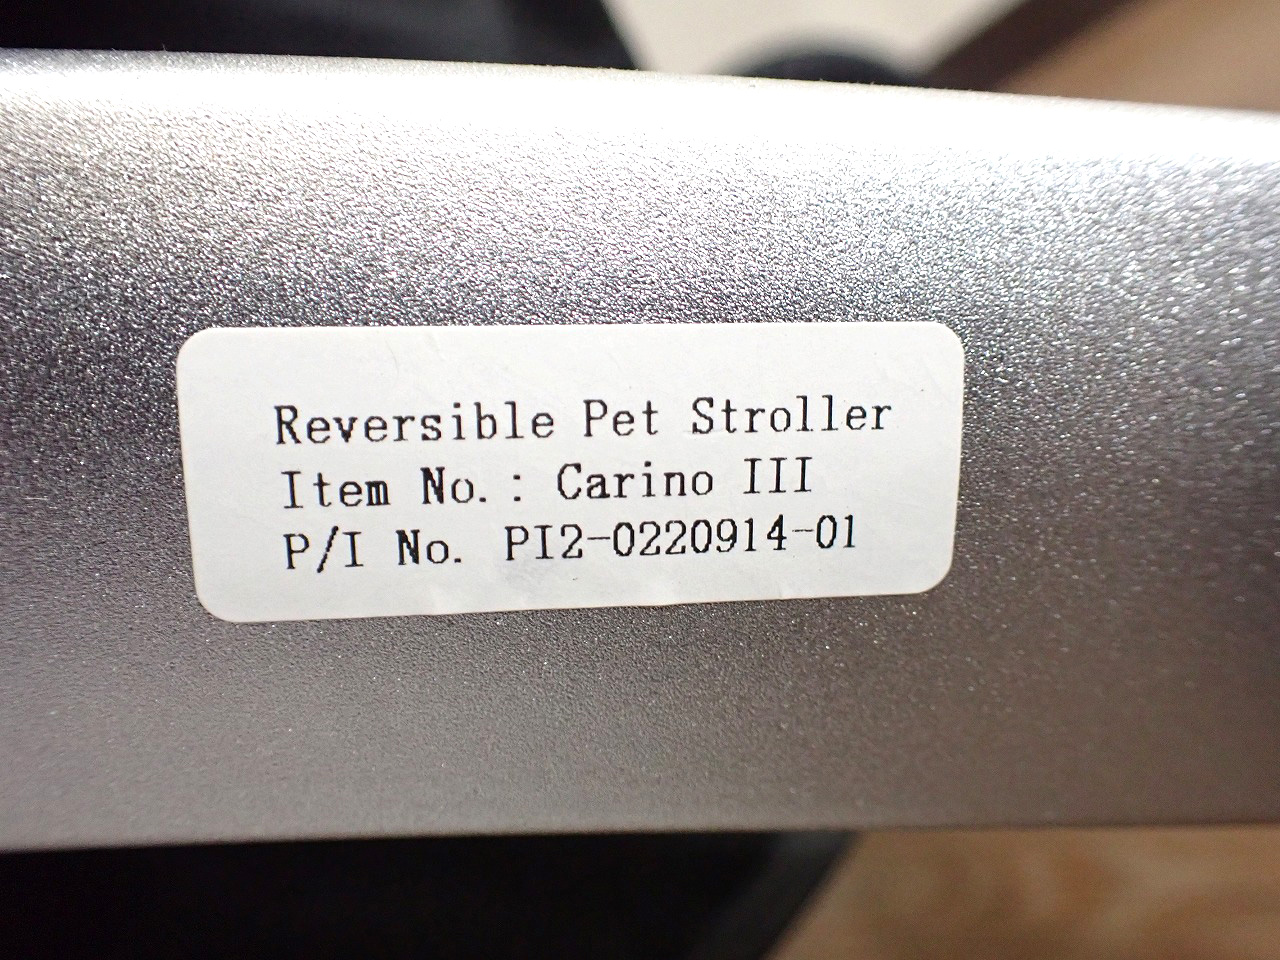 Reversible Pet Stroller
Item No.: Carino III
P/I No. PI2-0220914-01